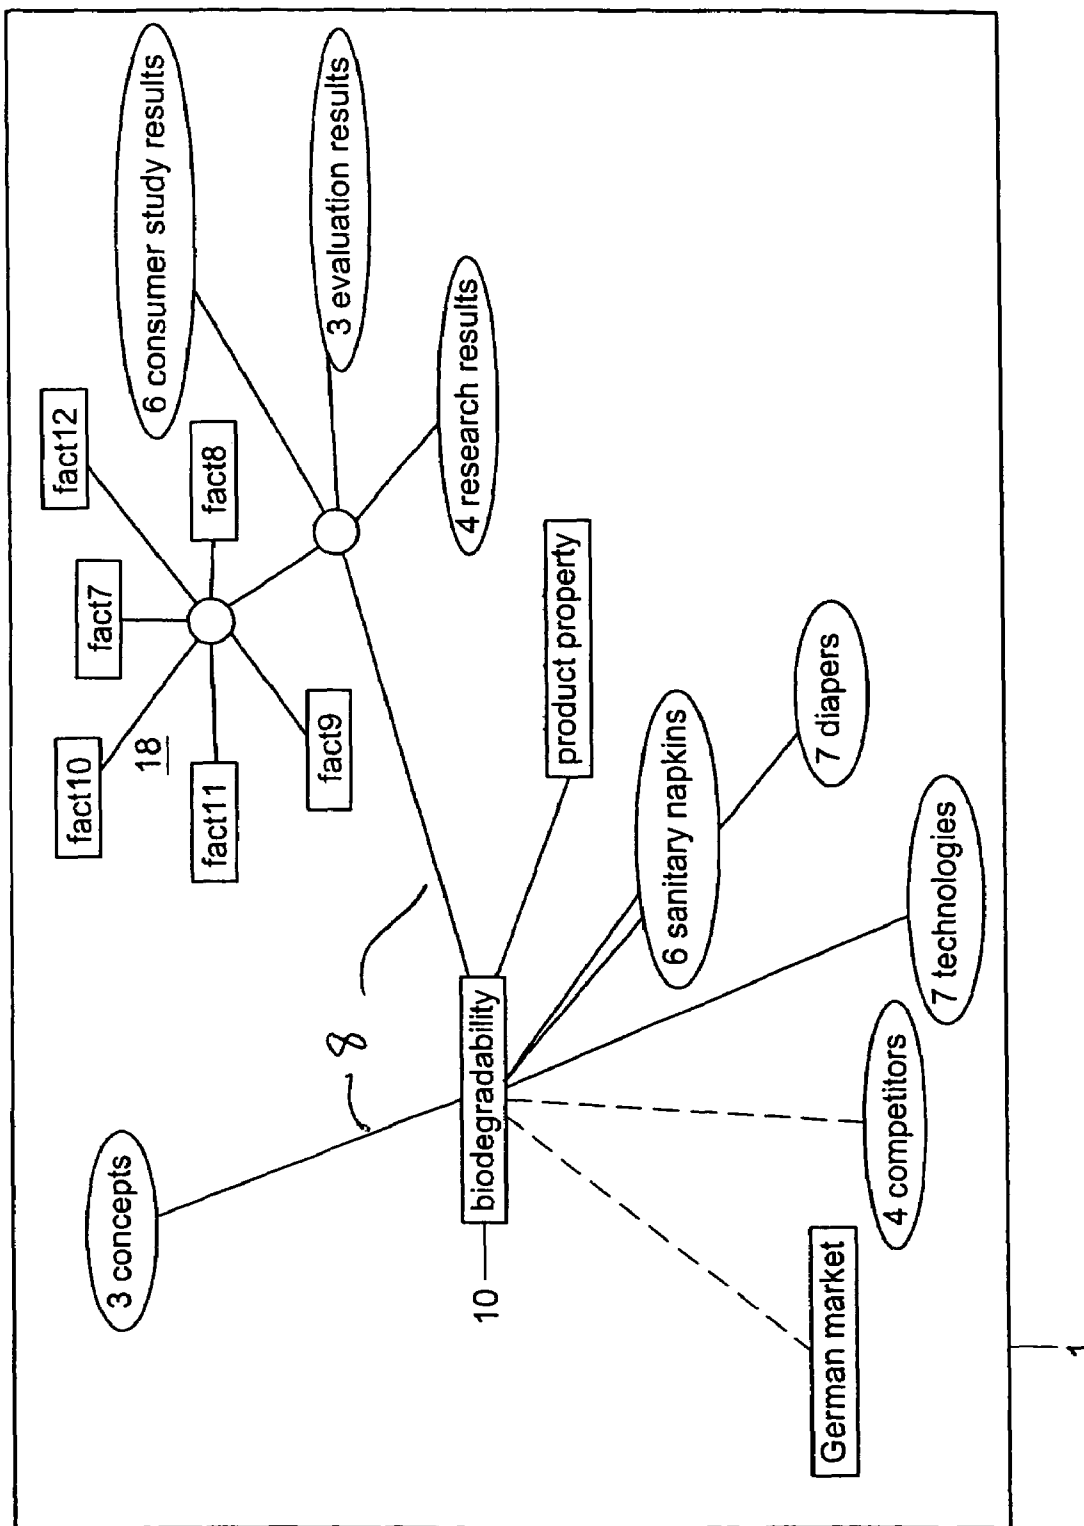 6 consumer study results
3 evaluation results
4 research results
fact12
fact8
fact7
fact10
18
fact11
fact9
product property
7 diapers
6 sanitary napkins
7 technologies
4 competitors
8
biodegradability
10
3 concepts
German market
1